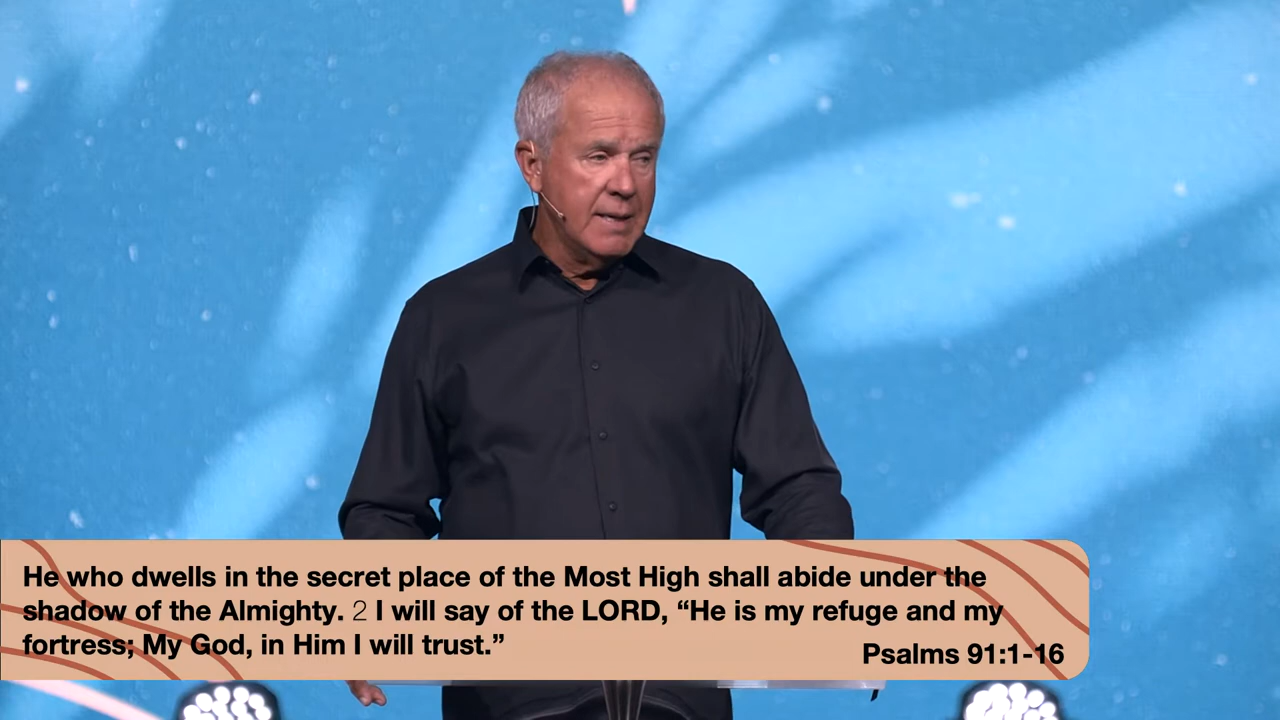 He who dwells in the secret place of the Most High shall abide under the
shadow of the Almighty. 2 I will say of the LORD, “He is my refuge and my
fortress; My God, in Him I will trust.”
Psalms 91:1-16